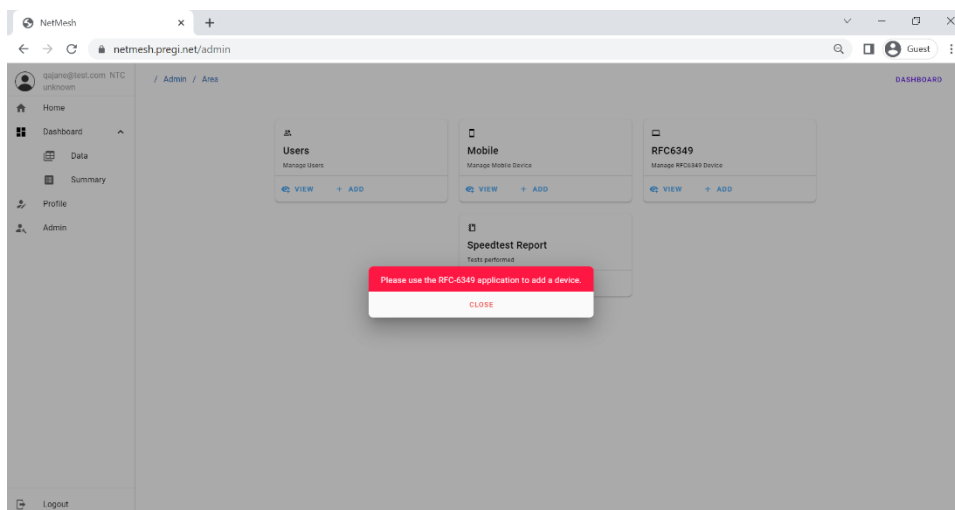 NetMesh
netmesh.pregi.net/admin
Guest
qajane@test.com NTC
unknown
/ Admin / Area
DASHBOARD
Home
Dashboard
Data
Summary
Profile
Admin
Users
Manage Users
VIEW + ADD
Mobile
Manage Mobile Device
VIEW + ADD
RFC6349
Manage RFC6349 Device
VIEW + ADD
Speedtest Report
Tests performed
Please use the RFC-6349 application to add a device.
CLOSE
Logout